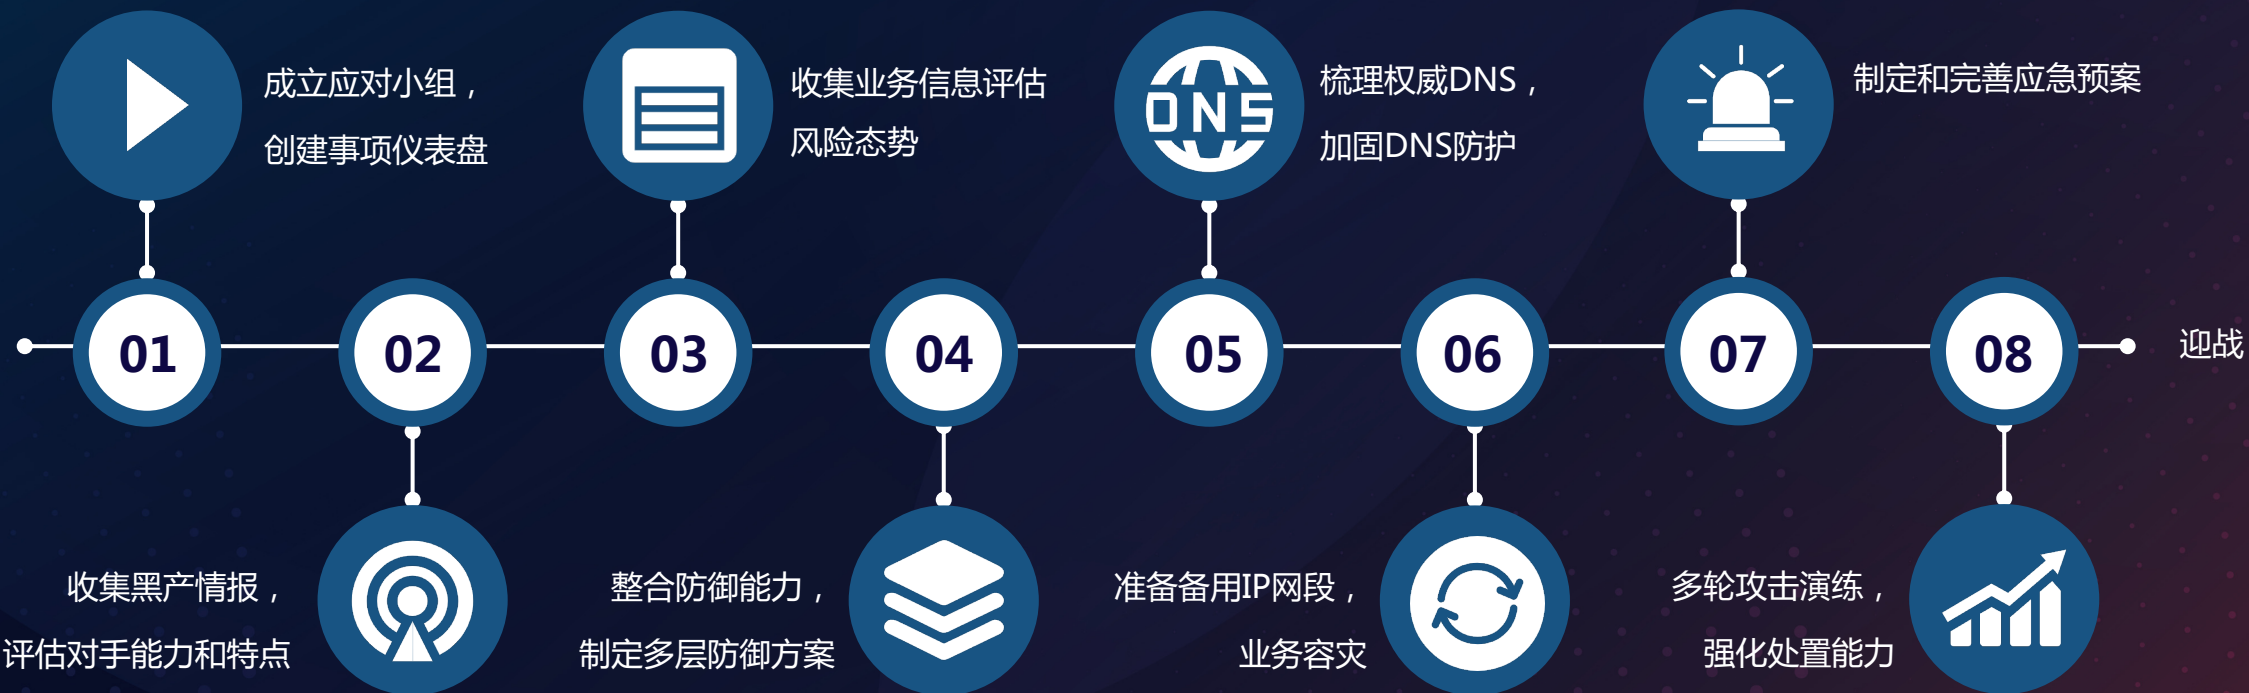 成立应对小组，
创建事项仪表盘
收集业务信息评估
风险态势
DNS
梳理权威DNS，
加固DNS防护
制定和完善应急预案
01
02
03
04
05
06
07
08
迎战
收集黑产情报，
评估对手能力和特点
整合防御能力，
制定多层防御方案
准备备用IP网段，
业务容灾
多轮攻击演练，
强化处置能力